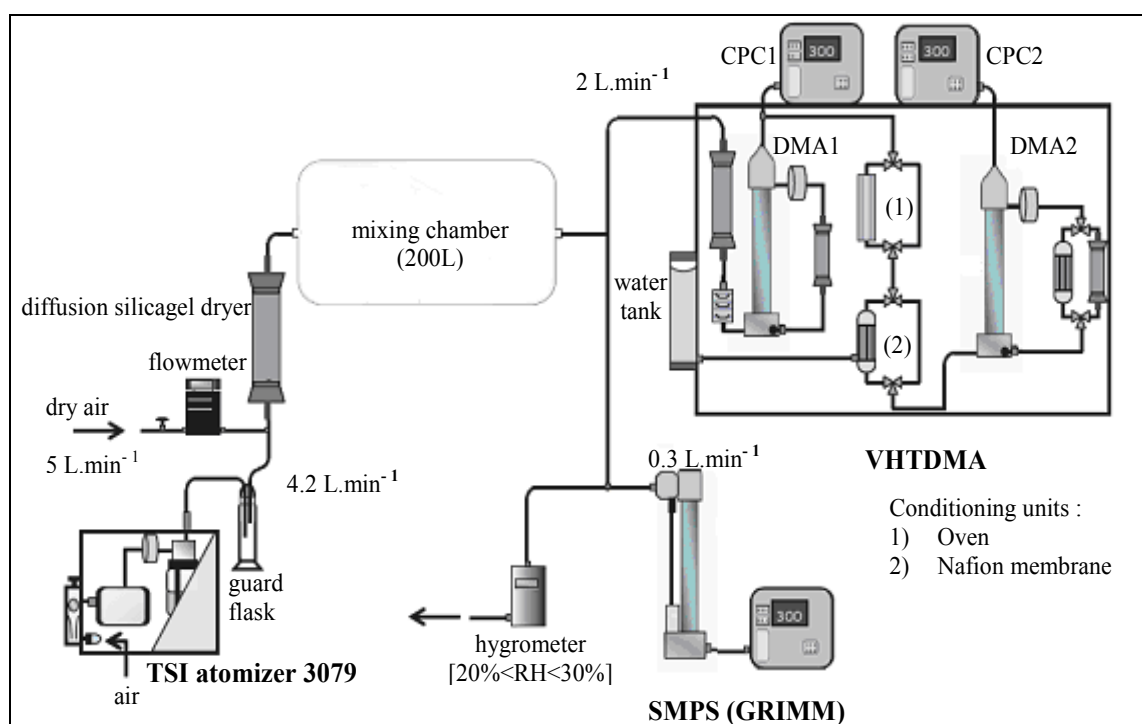 CPC1
300
CPC2
300
2 L.min⁻¹
DMA1
DMA2
(1)
mixing chamber
(200L)
water
tank
diffusion silicagel dryer
(2)
flowmeter
dry air
5 L.min⁻¹
4.2 L.min⁻¹
0.3 L.min⁻¹
VHTDMA
Conditioning units :
1) Oven
2) Nafion membrane
guard
flask
300
hygrometer
[20%<RH<30%]
TSI atomizer 3079
air
SMPS (GRIMM)